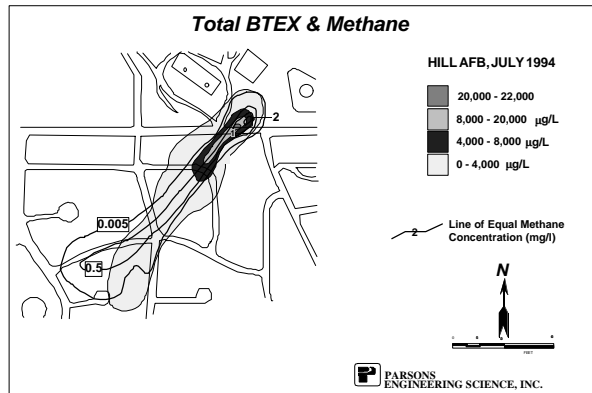 Total BTEX & Methane
HILL AFB, JULY 1994
20,000 - 22,000
8,000 - 20,000 µg/L
4,000 - 8,000 µg/L
0 - 4,000 µg/L
2
1
0.005
0.5
2
Line of Equal Methane
Concentration (mg/l)
N
FEET
P
PARSONS
ENGINEERING SCIENCE, INC.